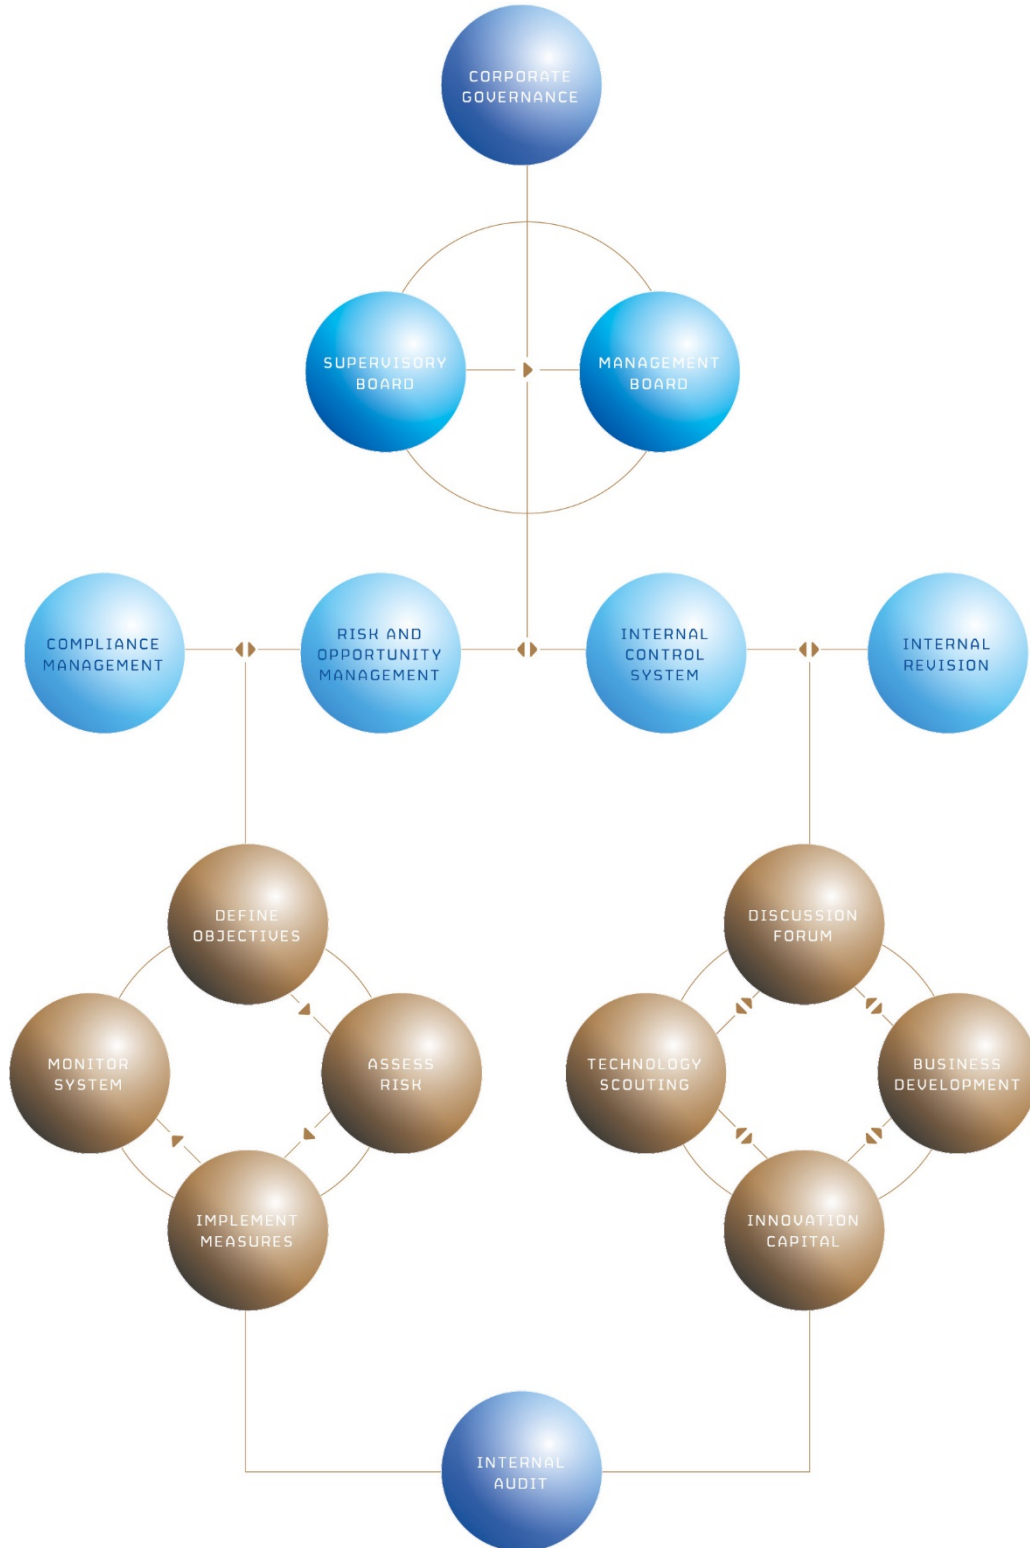 CORPORATE
GOVERNANCE
SUPERVISORY
BOARD
MANAGEMENT
BOARD
COMPLIANCE
MANAGEMENT
RISK AND
OPPORTUNITY
MANAGEMENT
INTERNAL
CONTROL
SYSTEM
INTERNAL
REVISION
DEFINE
OBJECTIVES
MONITOR
SYSTEM
ASSESS
RISK
IMPLEMENT
MEASURES
DISCUSSION
FORUM
TECHNOLOGY
SCOUTING
BUSINESS
DEVELOPMENT
INNOVATION
CAPITAL
INTERNAL
AUDIT